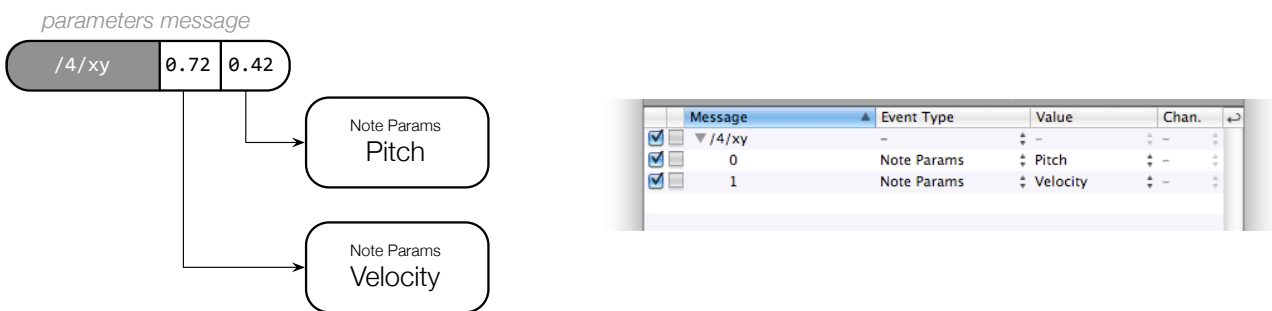 parameters message
/4/xy 0.72 0.42
Note Params
Pitch
Note Params
Velocity
Message Event Type Value Chan.
/4/xy – – –
0 Note Params Pitch –
1 Note Params Velocity –